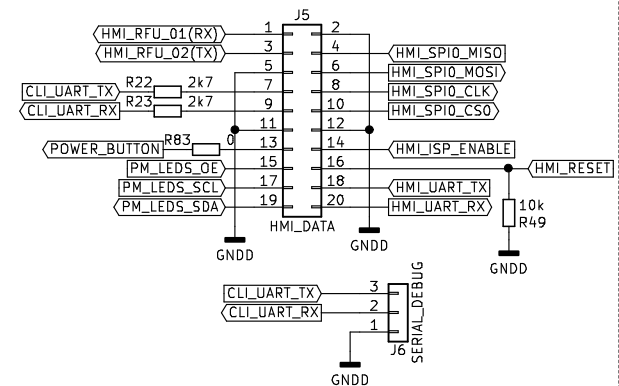 J5
HMI_RFU_01(RX) 1 2
HMI_RFU_02(TX) 3 4 HMI_SPI0_MISO
5 6 HMI_SPI0_MOSI
CLI_UART_TX R22 2k7 7 8 HMI_SPI0_CLK
CLI_UART_RX R23 2k7 9 10 HMI_SPI0_CS0
11 12
POWER_BUTTON R83 0 13 14 HMI_ISP_ENABLE
PM_LEDS_OE 15 16 HMI_RESET
PM_LEDS_SCL 17 18 HMI_UART_TX
PM_LEDS_SDA 19 20 HMI_UART_RX
10k
R49
HMI_DATA
GNDD
GNDD
GNDD
CLI_UART_TX 3
CLI_UART_RX 2
1
J6
SERIAL_DEBUG
GNDD